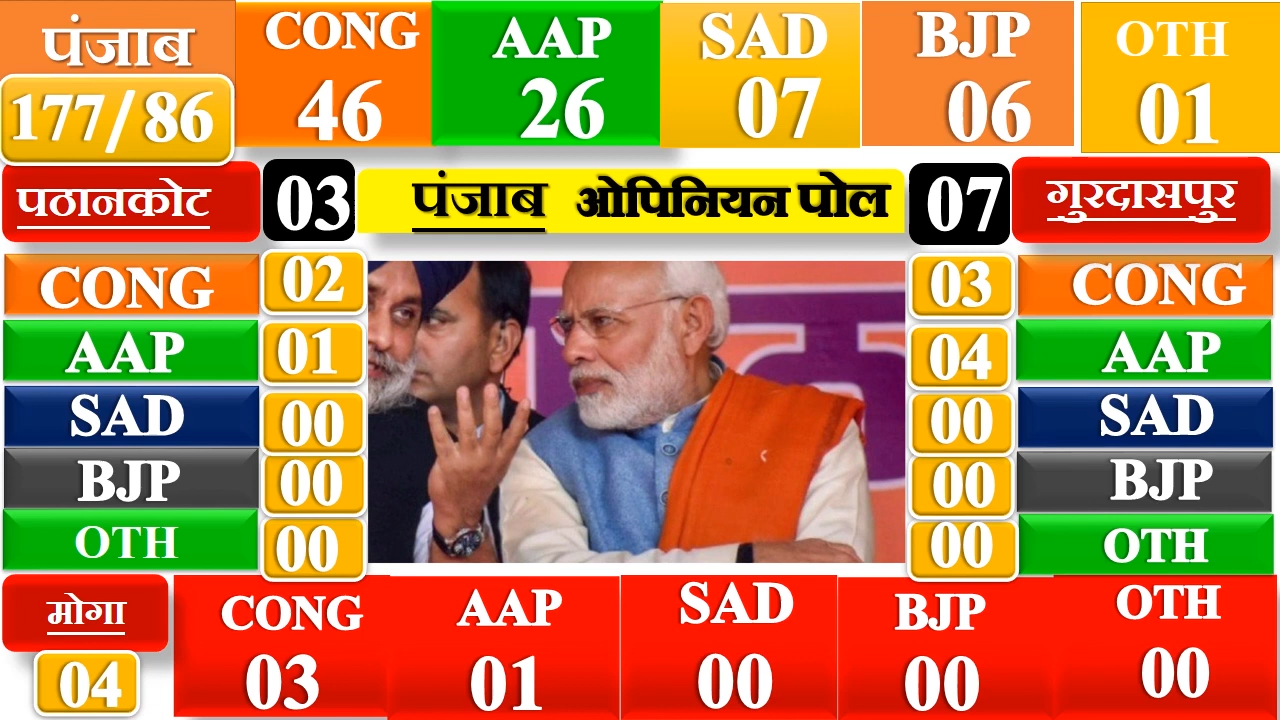 पंजाब
177/86
CONG
46
AAP
26
SAD
07
BJP
06
OTH
01
पठानकोट
03
पंजाब ओपिनियन पोल
07
गुरदासपुर
CONG 02
AAP 01
SAD 00
BJP 00
OTH 00
03 CONG
04 AAP
00 SAD
00 BJP
00 OTH
मोगा
04
CONG
03
AAP
01
SAD
00
BJP
00
OTH
00